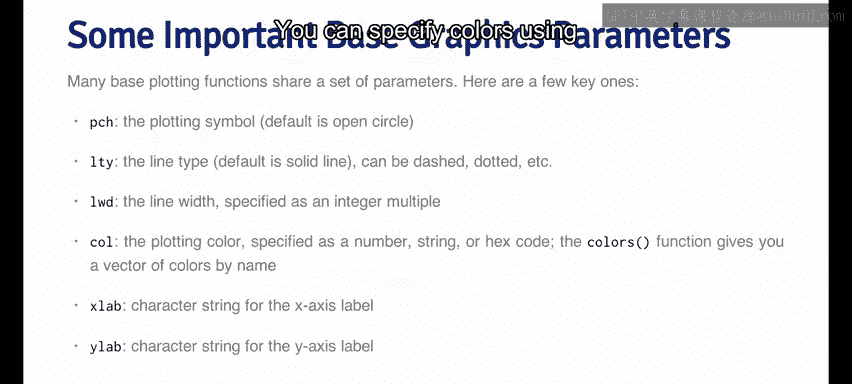 Some Important Base Graphics Parameters
You can specify colors using
Many base plotting functions share a set of parameters. Here are a few key ones:
· pch: the plotting symbol (default is open circle)
· lty: the line type (default is solid line), can be dashed, dotted, etc.
· lwd: the line width, specified as an integer multiple
· col: the plotting color, specified as a number, string, or hex code; the colors() function gives you
a vector of colors by name
· xlab: character string for the x-axis label
· ylab: character string for the y-axis label